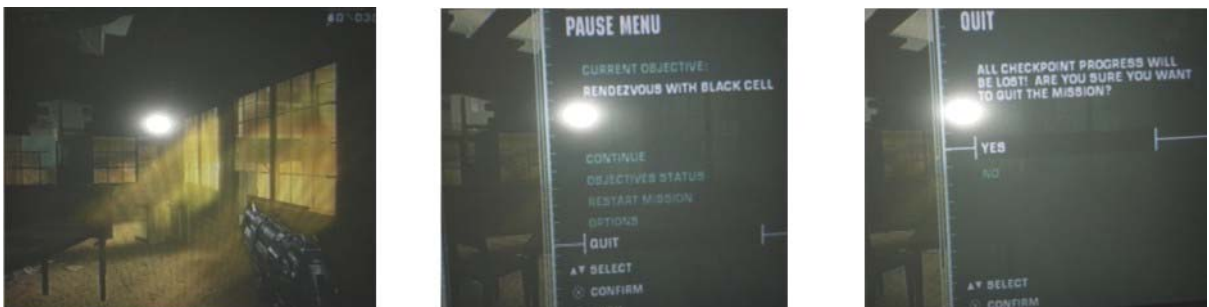 PAUSE MENU
CURRENT OBJECTIVE:
RENDEZVOUS WITH BLACK CELL
CONTINUE
OBJECTIVES STATUS
RESTART MISSION
OPTIONS
QUIT
▲▼ SELECT
ⓧ CONFIRM
QUIT
ALL CHECKPOINT PROGRESS WILL
BE LOST! ARE YOU SURE YOU WANT
TO QUIT THE MISSION?
YES
NO
▲▼ SELECT
ⓧ CONFIRM